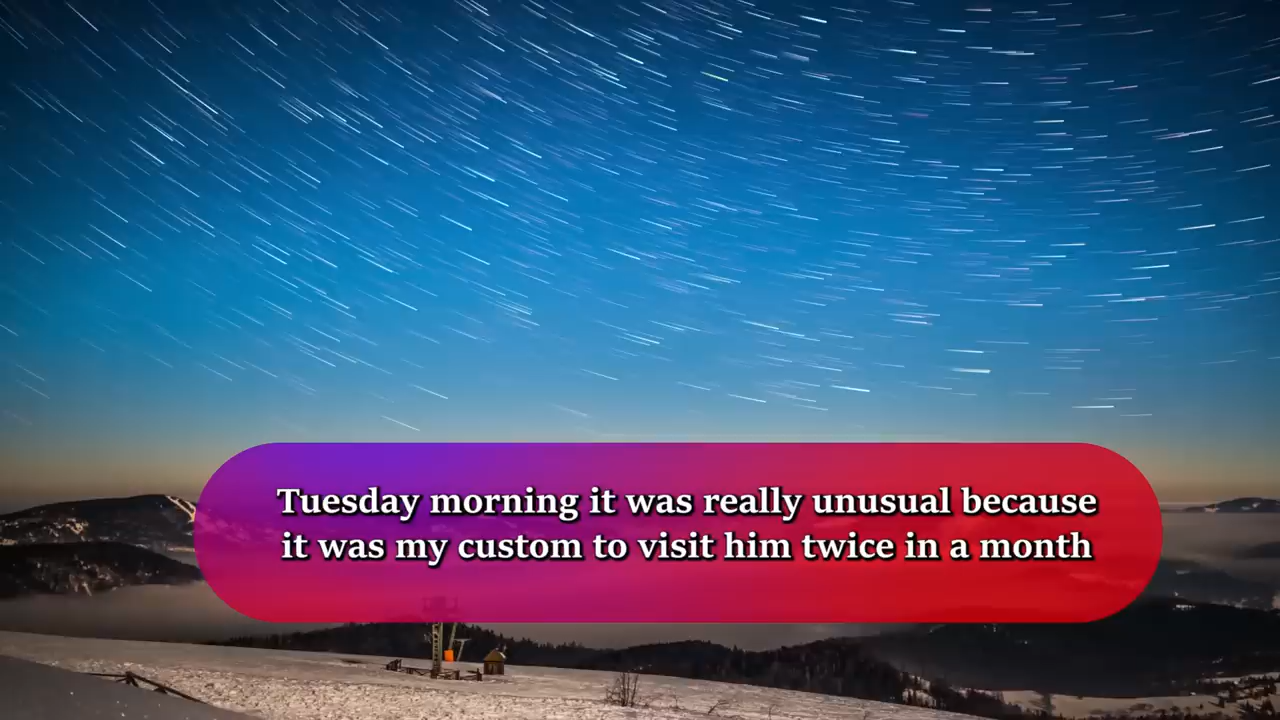 Tuesday morning it was really unusual because
it was my custom to visit him twice in a month